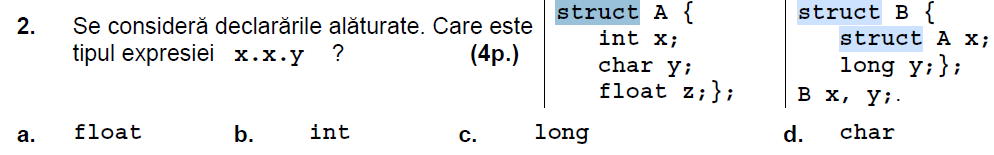 2. Se consideră declarările alăturate. Care este
tipul expresiei x.x.y ? (4p.)
struct A {
int x;
char y;
float z;};
struct B {
struct A x;
long y;};
B x, y;.
a. float b. int c. long d. char